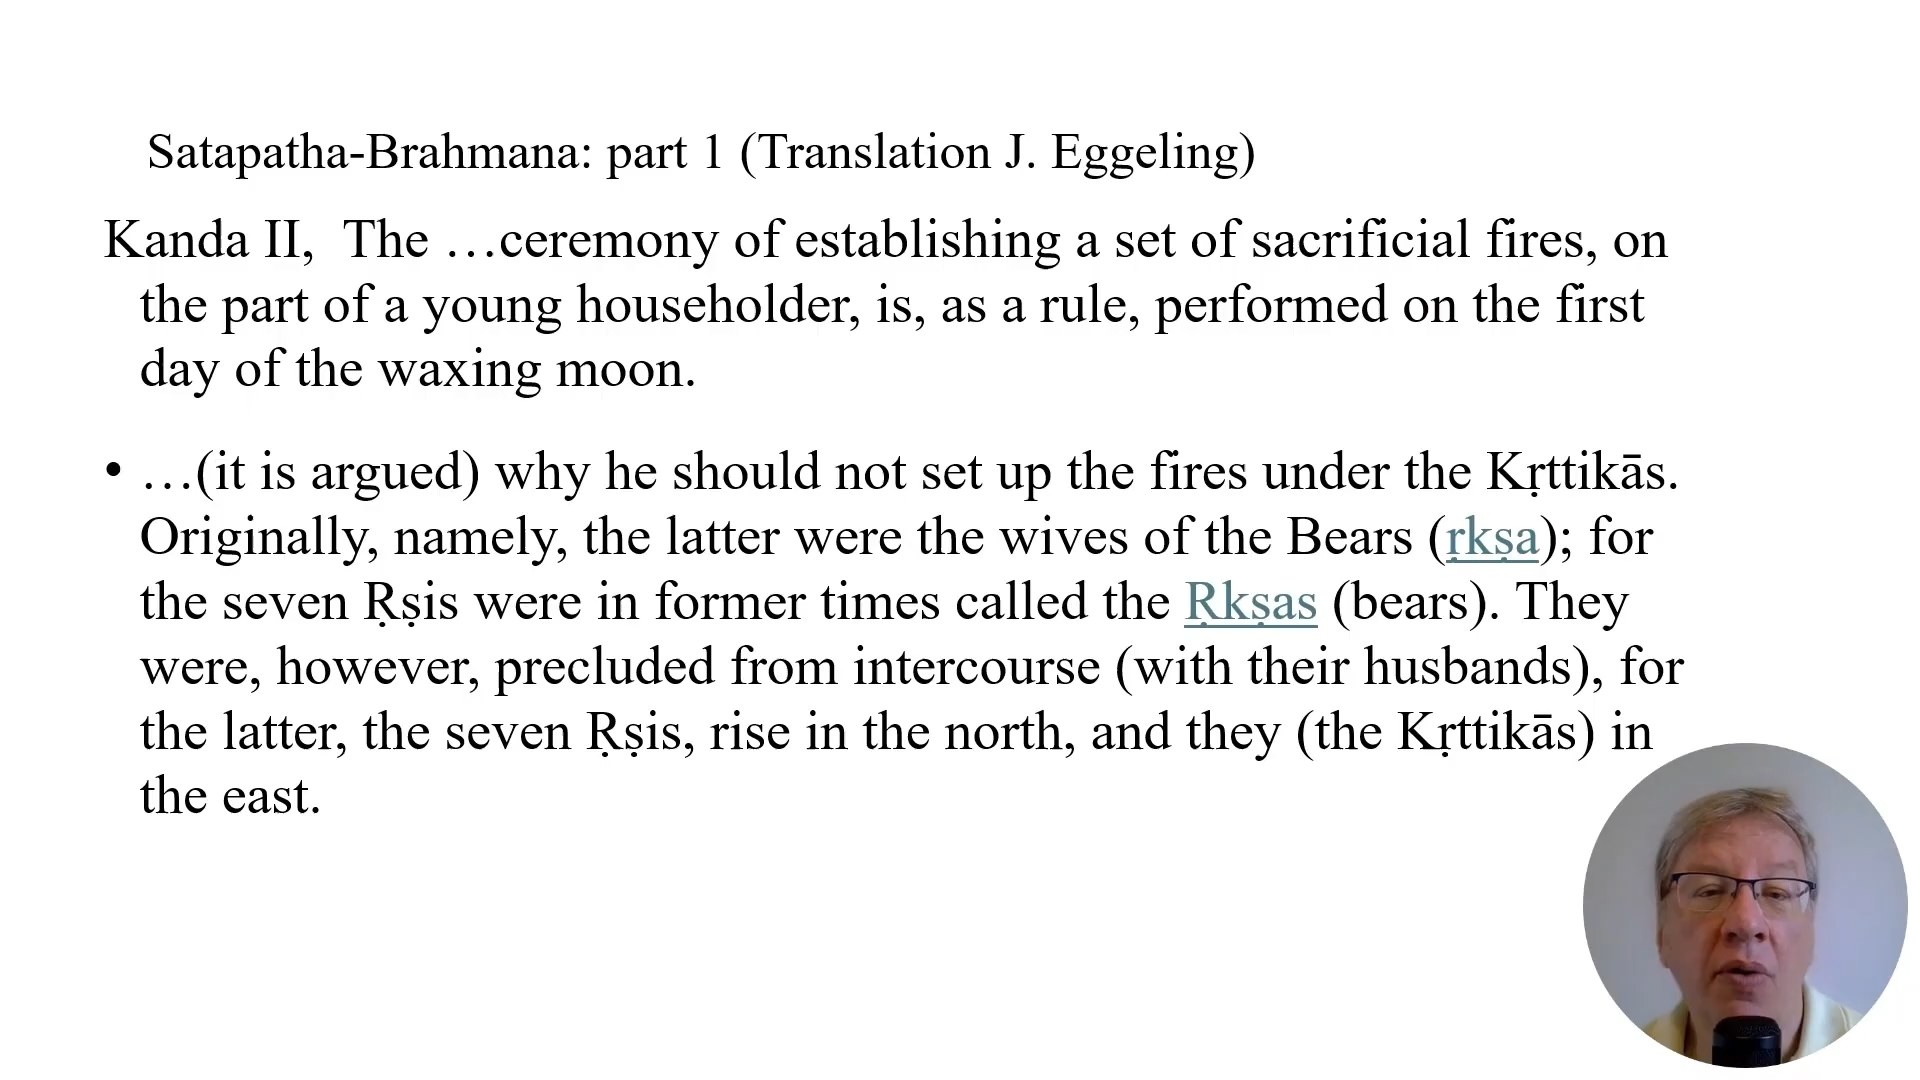 Satapatha-Brahmana: part 1 (Translation J. Eggeling)
Kanda II,  The …ceremony of establishing a set of sacrificial fires, on
the part of a young householder, is, as a rule, performed on the first
day of the waxing moon.
• …(it is argued) why he should not set up the fires under the Kṛttikās.
Originally, namely, the latter were the wives of the Bears (ṛkṣa); for
the seven Ṛṣis were in former times called the Ṛkṣas (bears). They
were, however, precluded from intercourse (with their husbands), for
the latter, the seven Ṛṣis, rise in the north, and they (the Kṛttikās) in
the east.